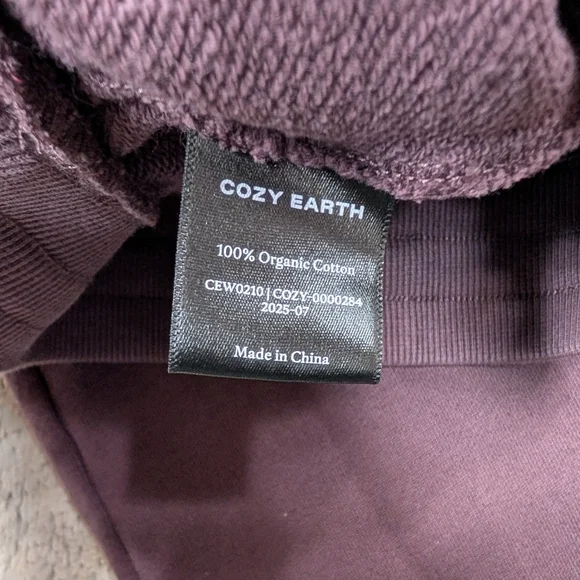 COZY EARTH
100% Organic Cotton
CEW0210 | COZY-0000284
2025-07
Made in China